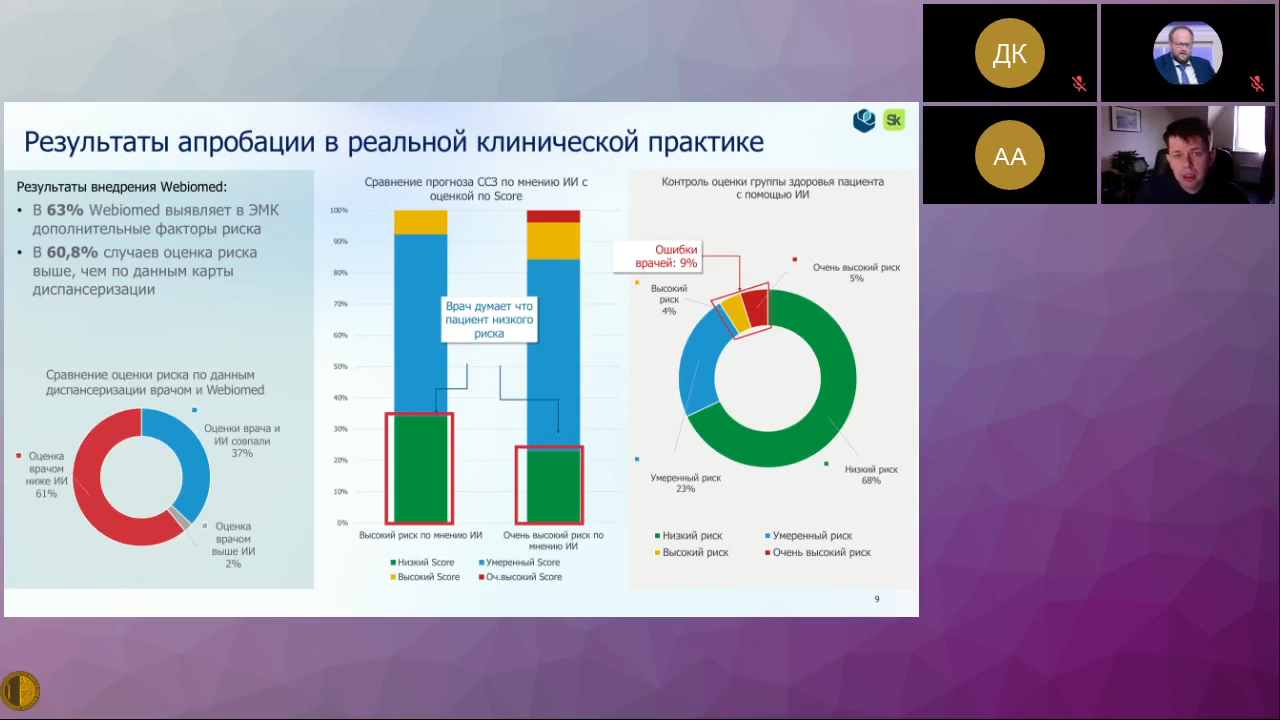 Результаты апробации в реальной клинической практике
Sk
Результаты внедрения Webiomed:
• В 63% Webiomed выявляет в ЭМК
дополнительные факторы риска
• В 60,8% случаев оценка риска
выше, чем по данным карты
диспансеризации
Сравнение оценки риска по данным
диспансеризации врачом и Webiomed
Оценки врача и
ИИ совпали
37%
Оценка
врачом
ниже ИИ
61%
Оценка
врачом
выше ИИ
2%
Сравнение прогноза ССЗ по мнению ИИ с
оценкой по Score
100%
90%
80%
70%
60%
50%
40%
30%
20%
10%
0%
Врач думает что
пациент низкого
риска
Высокий риск по мнению ИИ
Очень высокий риск по
мнению ИИ
Низкий Score
Умеренный Score
Высокий Score
Оч.высокий Score
Контроль оценки группы здоровья пациента
с помощью ИИ
Ошибки
врачей: 9%
Очень высокий риск
5%
Высокий
риск
4%
Умеренный риск
23%
Низкий риск
68%
Низкий риск
Умеренный риск
Высокий риск
Очень высокий риск
9
ДК
АА